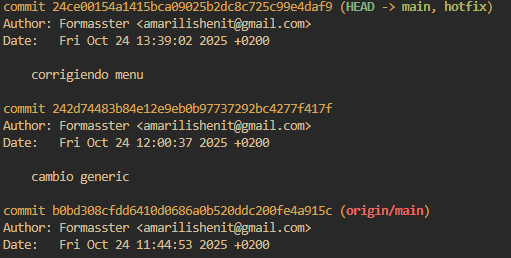 commit 24ce00154a1415bca09025b2dc8c725c99e4daf9 (HEAD -> main, hotfix)
Author: Formasster <amarilishenit@gmail.com>
Date:   Fri Oct 24 13:39:02 2025 +0200
corrigiendo menu
commit 242d74483b84e12e9eb0b97737292bc4277f417f
Author: Formasster <amarilishenit@gmail.com>
Date:   Fri Oct 24 12:00:37 2025 +0200
cambio generic
commit b0bd308cfdd6410d0686a0b520ddc200fe4a915c (origin/main)
Author: Formasster <amarilishenit@gmail.com>
Date:   Fri Oct 24 11:44:53 2025 +0200